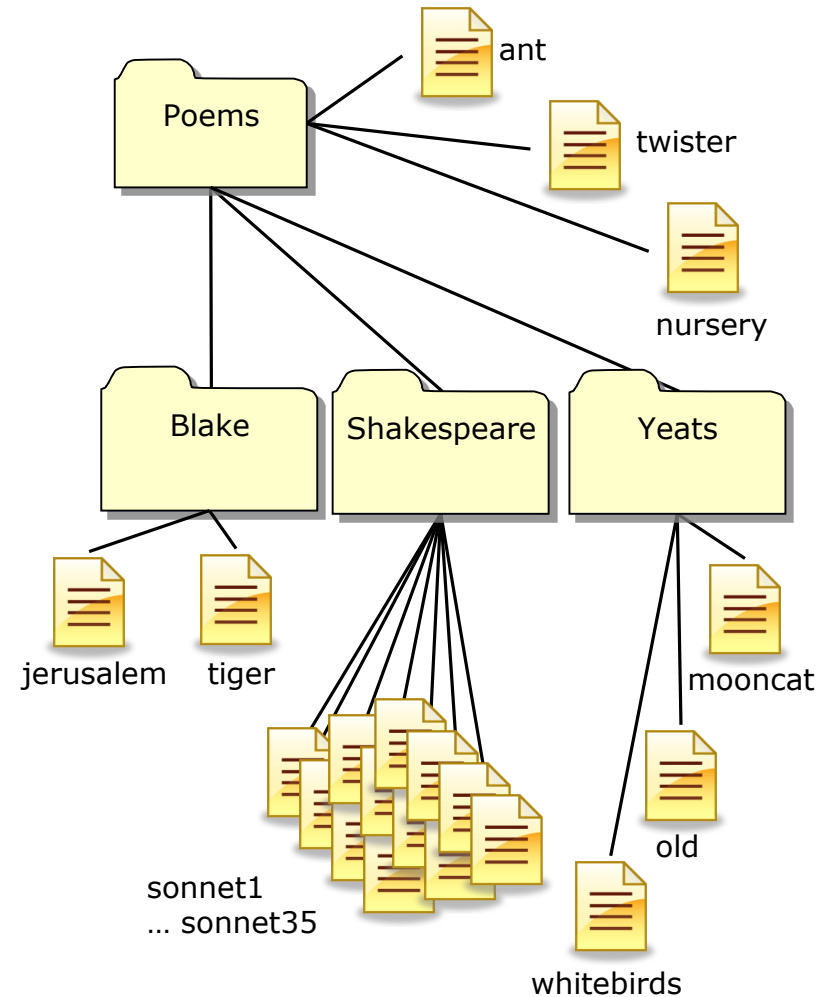 ant
Poems
twister
nursery
Blake
Shakespeare
Yeats
jerusalem
tiger
mooncat
old
sonnet1
... sonnet35
whitebirds